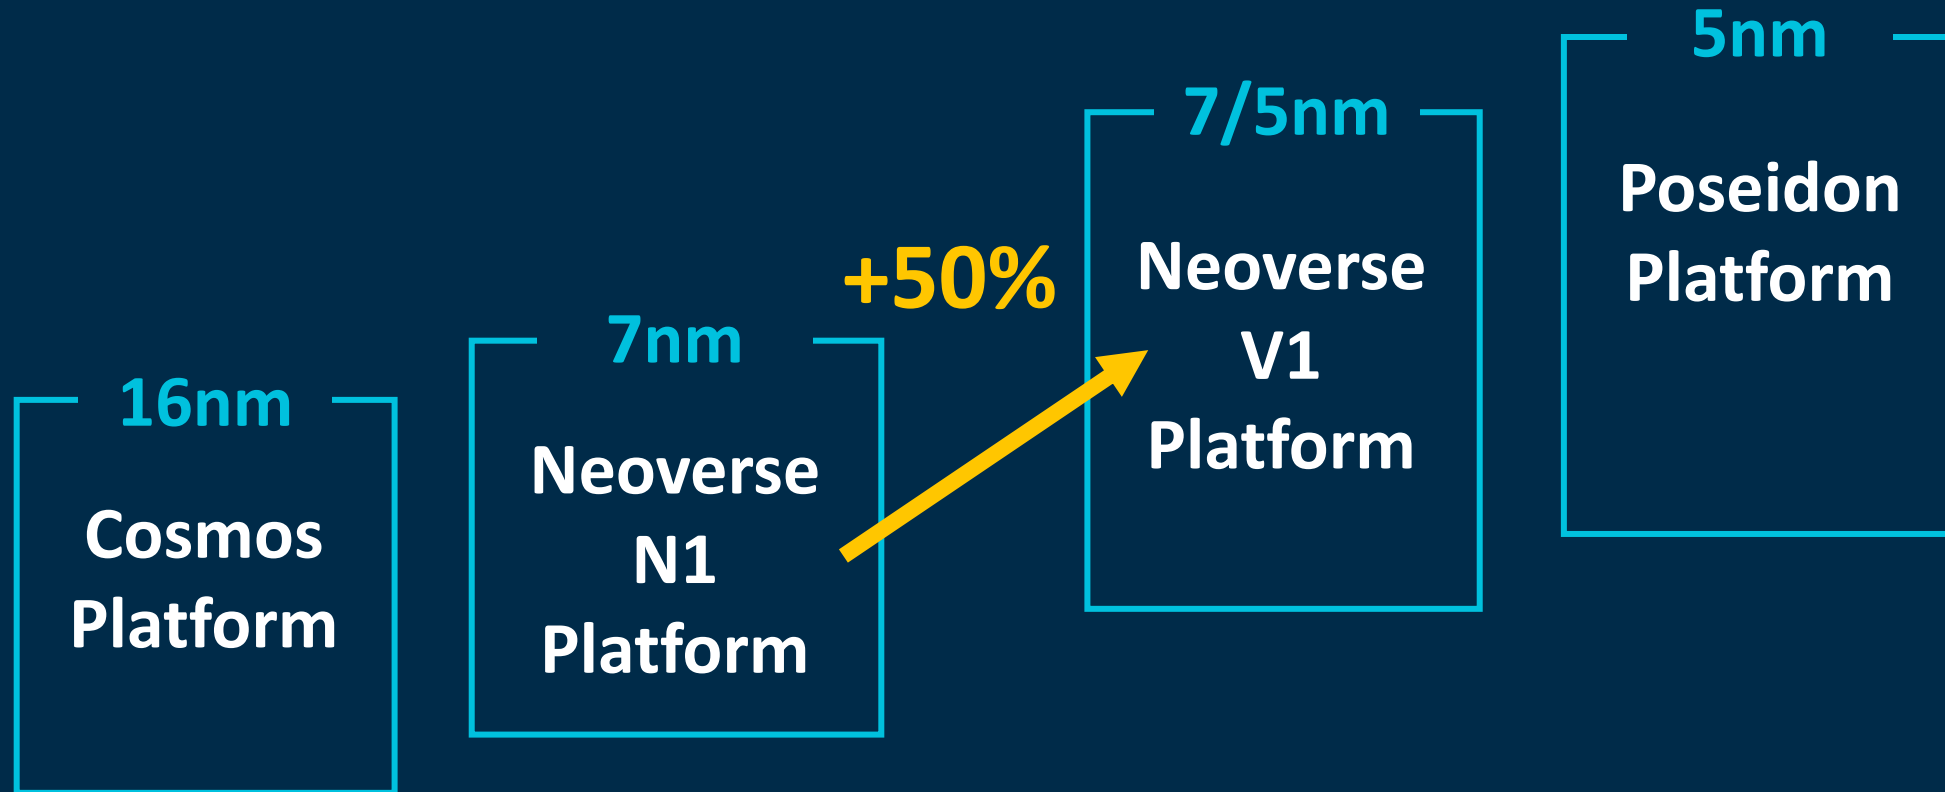 16nm
Cosmos
Platform
7nm
Neoverse
N1
Platform
+50%
7/5nm
Neoverse
V1
Platform
5nm
Poseidon
Platform